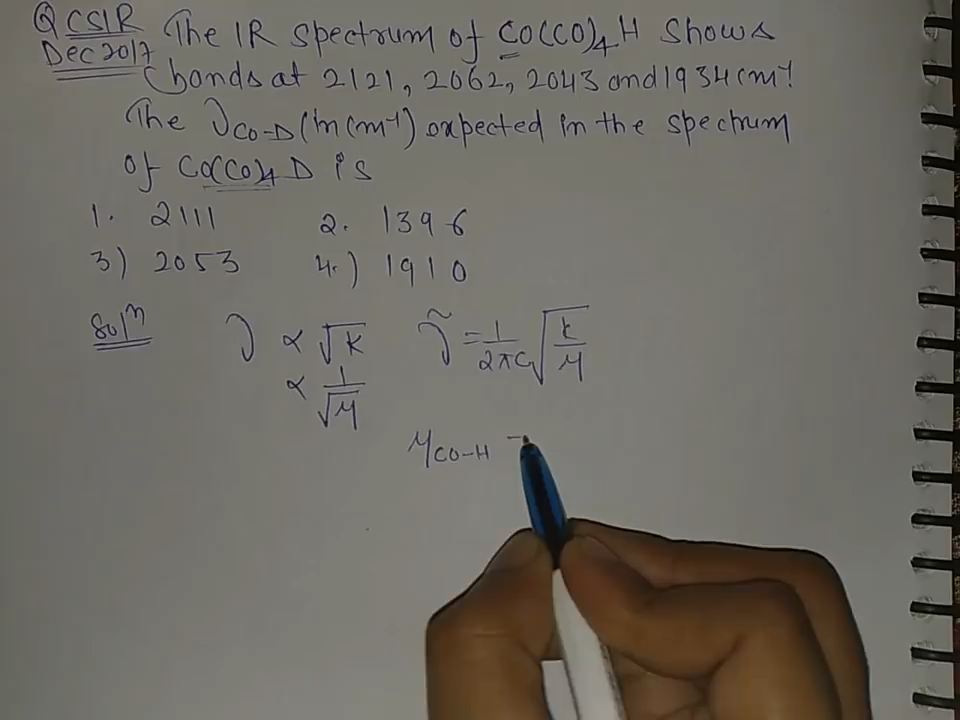 Q CSIR Dec 2017 The IR Spectrum of Co(CO)4H Shows
bands at 2121, 2062, 2043 and 1934 cm-1.
The νCo-D (in cm-1) expected in the spectrum
of Co(CO)4D is
1. 2111 2. 1396
3) 2053 4.) 1910
Soln ν ∝ √K ν̃ = 1/2πc √k/μ
∝ 1/√μ
μCO-H =